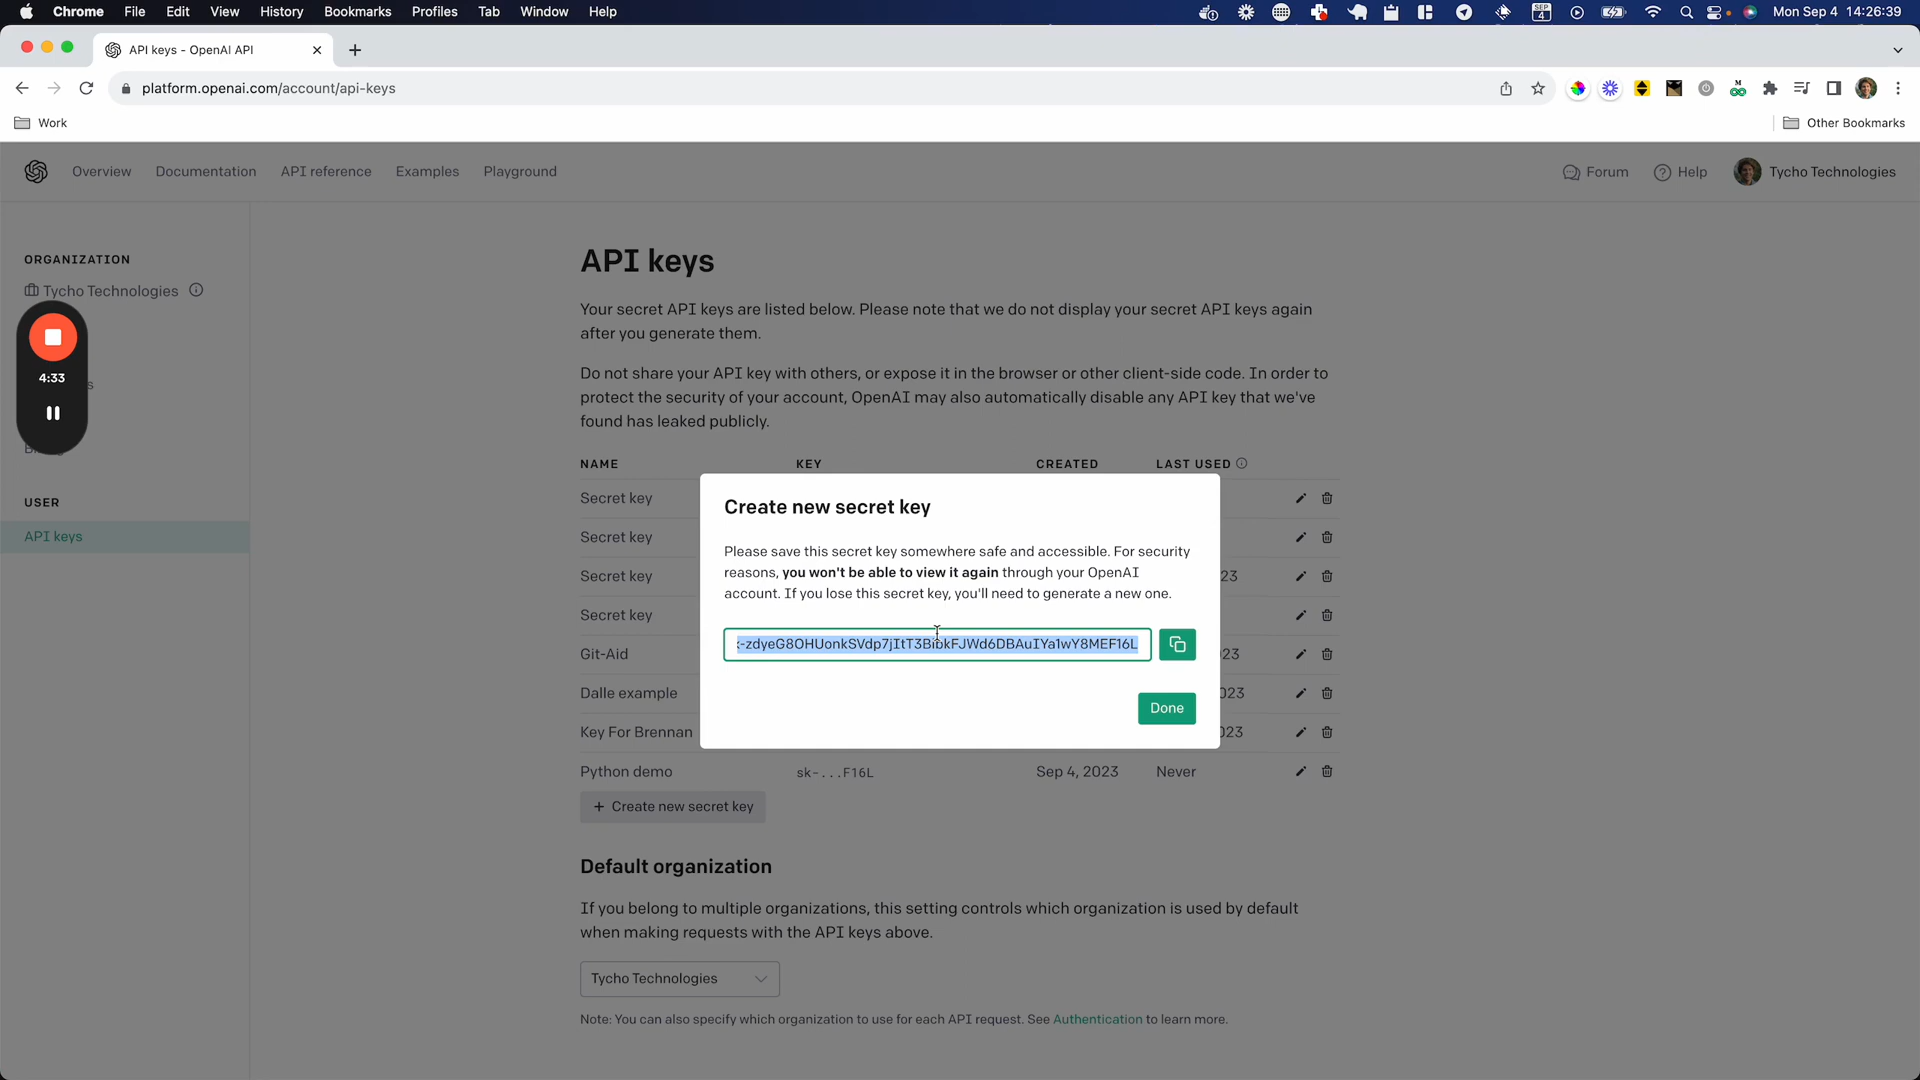 Chrome File Edit View History Bookmarks Profiles Tab Window Help
SEP 4 Mon Sep 4 14:26:39
API keys - OpenAI API
platform.openai.com/account/api-keys
Work
Other Bookmarks
Overview Documentation API reference Examples Playground
Forum Help Tycho Technologies
ORGANIZATION
Tycho Technologies
4:33
USER
API keys
API keys
Your secret API keys are listed below. Please note that we do not display your secret API keys again
after you generate them.
Do not share your API key with others, or expose it in the browser or other client-side code. In order to
protect the security of your account, OpenAI may also automatically disable any API key that we've
found has leaked publicly.
NAME KEY CREATED LAST USED
Secret key
Secret key
Secret key 23
Secret key
Git-Aid 23
Dalle example 023
Key For Brennan 023
Python demo sk-...F16L Sep 4, 2023 Never
+ Create new secret key
Create new secret key
Please save this secret key somewhere safe and accessible. For security
reasons, you won't be able to view it again through your OpenAI
account. If you lose this secret key, you'll need to generate a new one.
Done
Default organization
If you belong to multiple organizations, this setting controls which organization is used by default
when making requests with the API keys above.
Tycho Technologies
Note: You can also specify which organization to use for each API request. See Authentication to learn more.